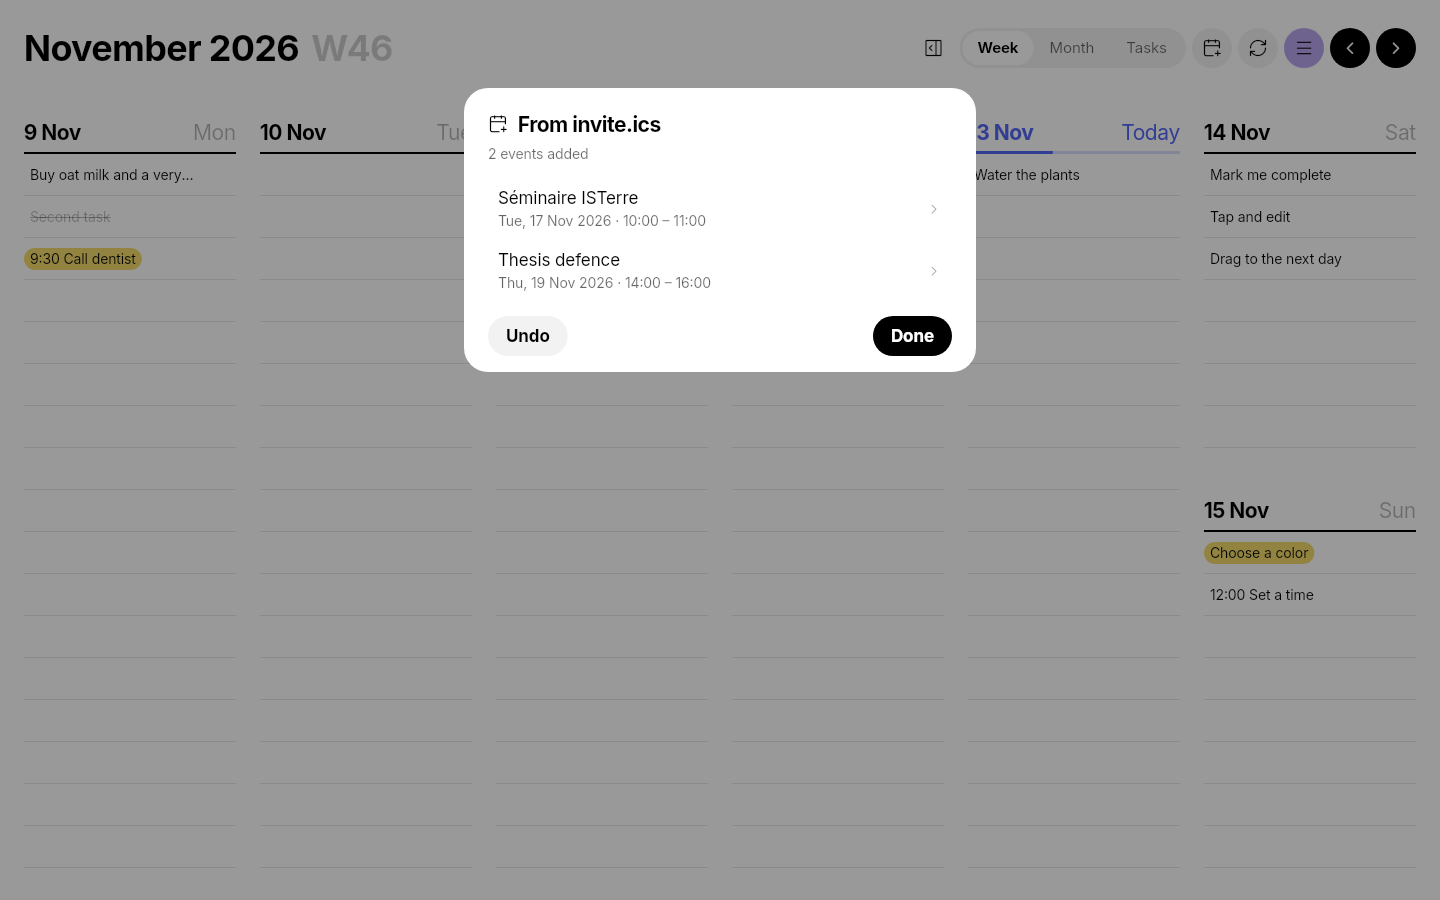 November 2026 W46
Week Month Tasks
9 Nov Mon
Buy oat milk and a very...
Second task
9:30 Call dentist
10 Nov Tue
From invite.ics
2 events added
Séminaire ISTerre
Tue, 17 Nov 2026 · 10:00 – 11:00
Thesis defence
Thu, 19 Nov 2026 · 14:00 – 16:00
Undo Done
3 Nov Today
Water the plants
14 Nov Sat
Mark me complete
Tap and edit
Drag to the next day
15 Nov Sun
Choose a color
12:00 Set a time